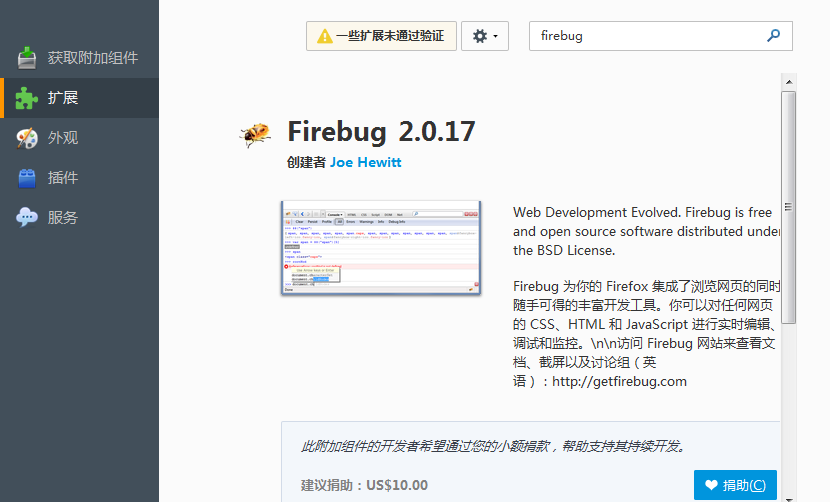 一些扩展未通过验证
firebug
获取附加组件
扩展
外观
插件
服务
Firebug 2.0.17
创建者 Joe Hewitt
Web Development Evolved. Firebug is free
and open source software distributed under
the BSD License.
Firebug 为你的 Firefox 集成了浏览网页的同时
随手可得的丰富开发工具。你可以对任何网页
的 CSS、HTML 和 JavaScript 进行实时编辑、
调试和监控。\n\n访问 Firebug 网站来查看文
档、截屏以及讨论组（英
语）：http://getfirebug.com
此附加组件的开发者希望通过您的小额捐款，帮助支持其持续开发。
建议捐助：US$10.00
捐助(C)